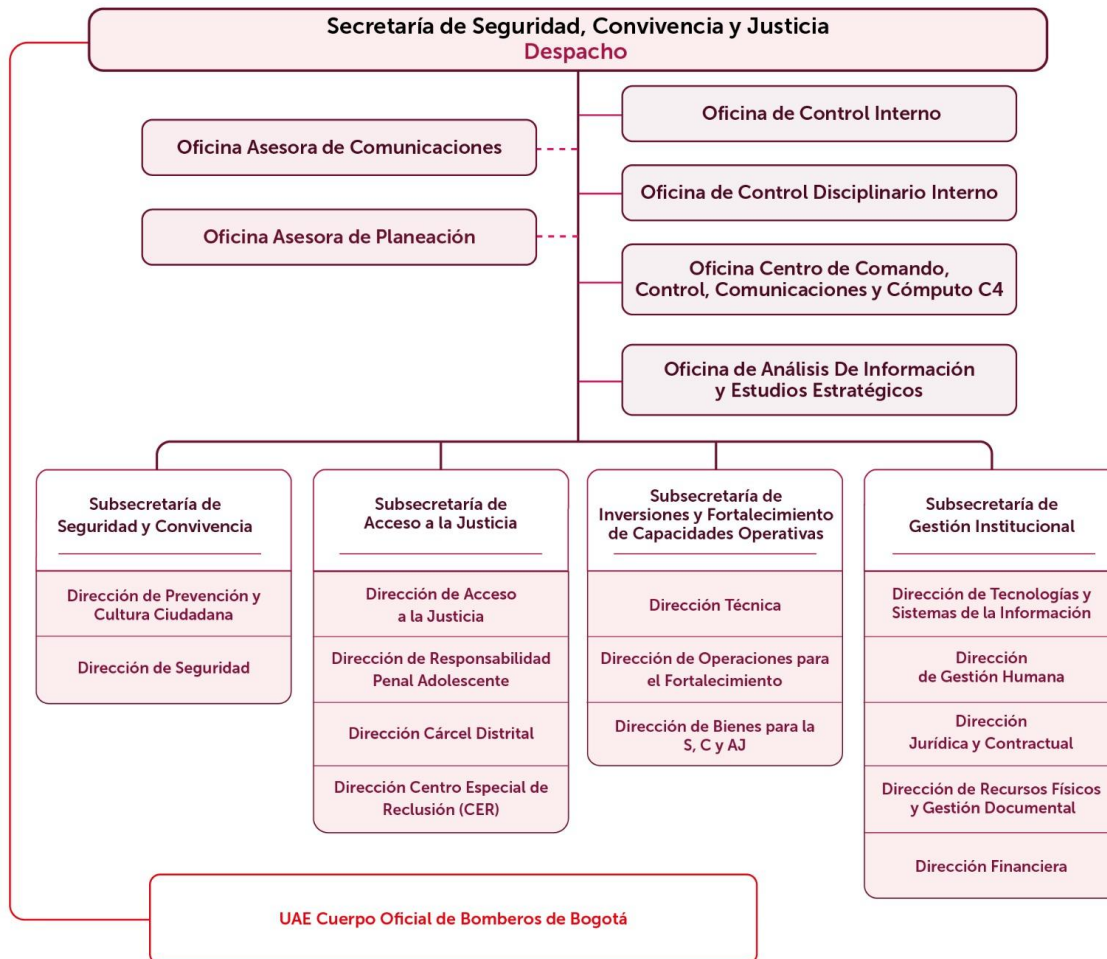 Secretaría de Seguridad, Convivencia y Justicia
Despacho
Oficina de Control Interno
Oficina Asesora de Comunicaciones
Oficina de Control Disciplinario Interno
Oficina Asesora de Planeación
Oficina Centro de Comando,
Control, Comunicaciones y Cómputo C4
Oficina de Análisis De Información
y Estudios Estratégicos
Subsecretaría de
Seguridad y Convivencia
Dirección de Prevención y
Cultura Ciudadana
Dirección de Seguridad
Subsecretaría de
Acceso a la Justicia
Dirección de Acceso
a la Justicia
Dirección de Responsabilidad
Penal Adolescente
Dirección Cárcel Distrital
Dirección Centro Especial de
Reclusión (CER)
Subsecretaría de
Inversiones y Fortalecimiento
de Capacidades Operativas
Dirección Técnica
Dirección de Operaciones para
el Fortalecimiento
Dirección de Bienes para la
S, C y AJ
Subsecretaría de
Gestión Institucional
Dirección de Tecnologías y
Sistemas de la Información
Dirección
de Gestión Humana
Dirección
Jurídica y Contractual
Dirección de Recursos Físicos
y Gestión Documental
Dirección Financiera
UAE Cuerpo Oficial de Bomberos de Bogotá